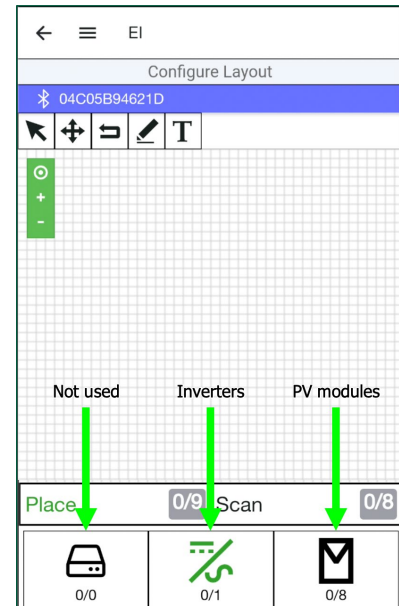 EI
Configure Layout
04C05B94621D
T
+
-
Not used Inverters PV modules
Place 0/9 Scan 0/8
0/0 0/1 0/8